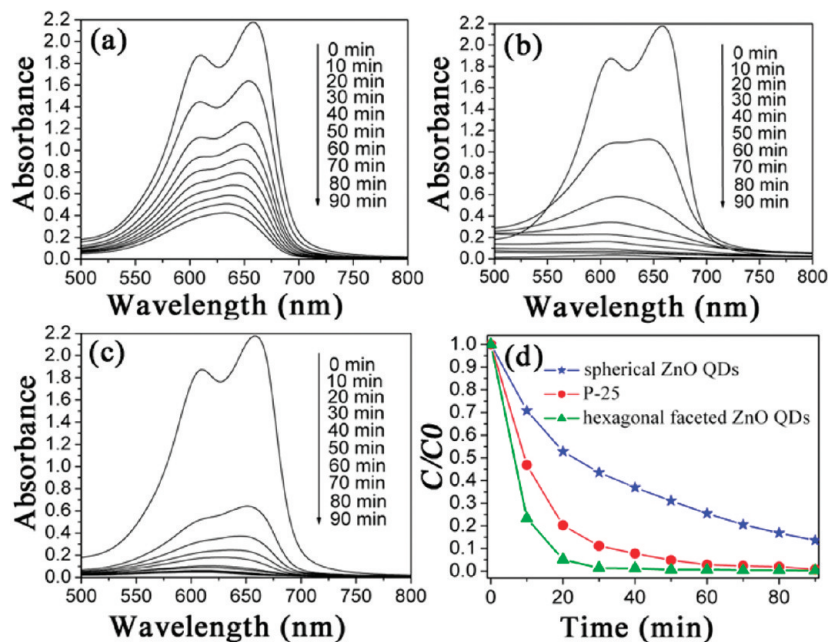 (a)
0 min
10 min
20 min
30 min
40 min
50 min
60 min
70 min
80 min
90 min
Absorbance
2.2
2.0
1.8
1.6
1.4
1.2
1.0
0.8
0.6
0.4
0.2
0.0
500 550 600 650 700 750 800
Wavelength (nm)
(b)
0 min
10 min
20 min
30 min
40 min
50 min
60 min
70 min
80 min
90 min
Absorbance
2.2
2.0
1.8
1.6
1.4
1.2
1.0
0.8
0.6
0.4
0.2
0.0
500 550 600 650 700 750 800
Wavelength (nm)
(c)
0 min
10 min
20 min
30 min
40 min
50 min
60 min
70 min
80 min
90 min
Absorbance
2.2
2.0
1.8
1.6
1.4
1.2
1.0
0.8
0.6
0.4
0.2
0.0
500 550 600 650 700 750 800
Wavelength (nm)
(d)
spherical ZnO QDs
P-25
hexagonal faceted ZnO QDs
C/C0
1.0
0.9
0.8
0.7
0.6
0.5
0.4
0.3
0.2
0.1
0.0
0 20 40 60 80
Time (min)